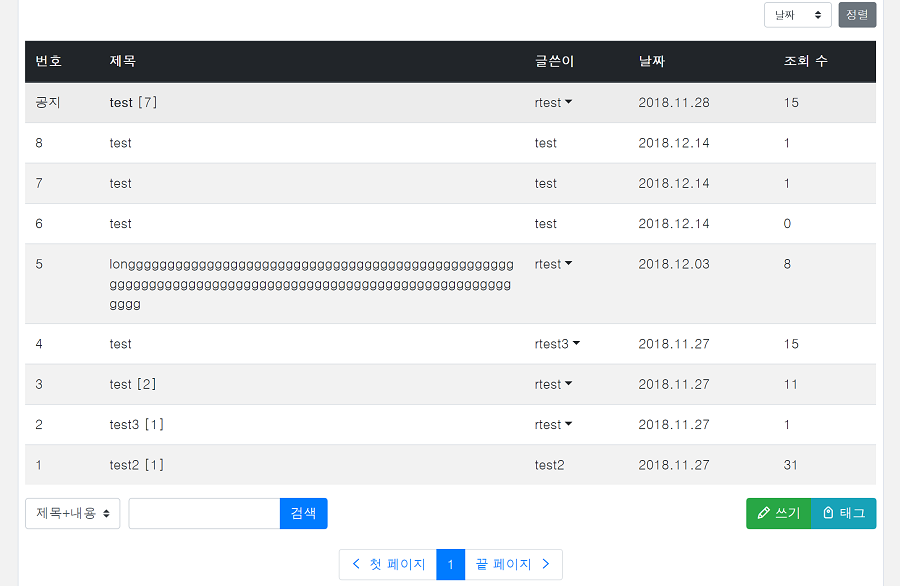 날짜 정렬
번호 제목 글쓴이 날짜 조회 수
공지 test [7] rtest 2018.11.28 15
8 test test 2018.12.14 1
7 test test 2018.12.14 1
6 test test 2018.12.14 0
5 longggggggggggggggggggggggggggggggggggggggggggggggggg rtest 2018.12.03 8
ggggggggggggggggggggggggggggggggggggggggggggggggggg
gggg
4 test rtest3 2018.11.27 15
3 test [2] rtest 2018.11.27 11
2 test3 [1] rtest 2018.11.27 1
1 test2 [1] test2 2018.11.27 31
제목+내용 검색 쓰기 태그
첫 페이지 1 끝 페이지